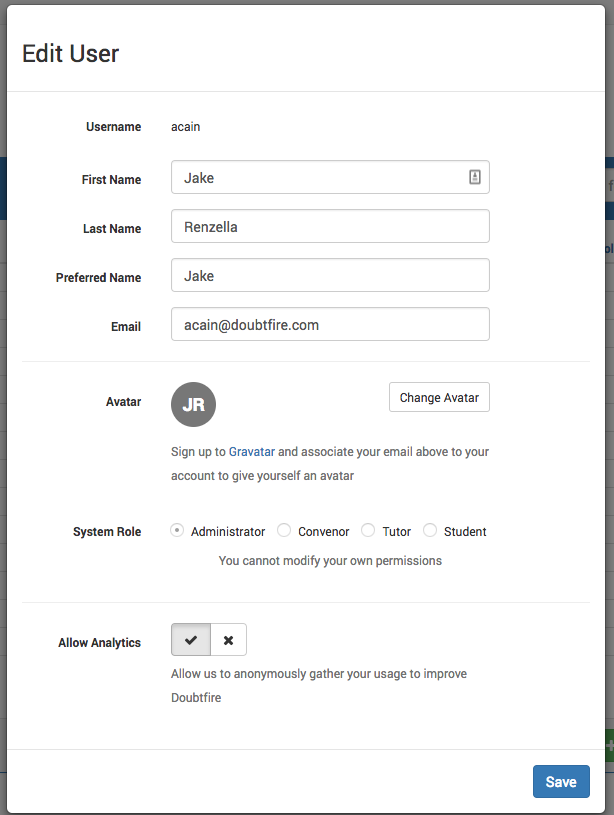 Edit User
Username acain
First Name Jake
Last Name Renzella
Preferred Name Jake
Email acain@doubtfire.com
Avatar JR Change Avatar
Sign up to Gravatar and associate your email above to your
account to give yourself an avatar
System Role Administrator Convenor Tutor Student
You cannot modify your own permissions
Allow Analytics
Allow us to anonymously gather your usage to improve
Doubtfire
Save